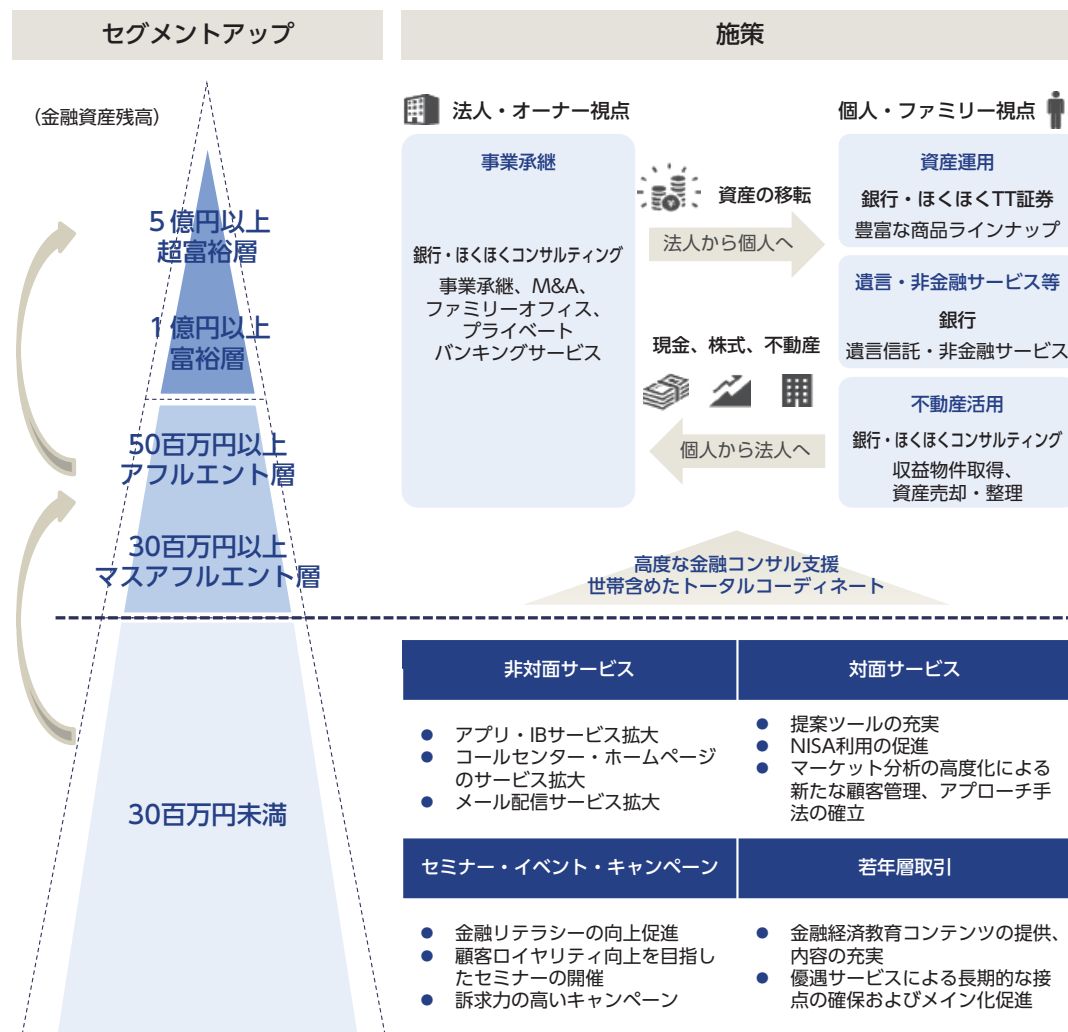 セグメントアップ
施策
（金融資産残高）
5億円以上
超富裕層
1億円以上
富裕層
50百万円以上
アフルエント層
30百万円以上
マスアフルエント層
30百万円未満
法人・オーナー視点
事業承継
銀行・ほくほくコンサルティング
事業承継、M&A、
ファミリーオフィス、
プライベート
バンキングサービス
資産の移転
法人から個人へ
現金、株式、不動産
個人から法人へ
個人・ファミリー視点
資産運用
銀行・ほくほくTT証券
豊富な商品ラインナップ
遺言・非金融サービス等
銀行
遺言信託・非金融サービス
不動産活用
銀行・ほくほくコンサルティング
収益物件取得、
資産売却・整理
高度な金融コンサル支援
世帯含めたトータルコーディネート
非対面サービス
● アプリ・IBサービス拡大
● コールセンター・ホームページ
のサービス拡大
● メール配信サービス拡大
対面サービス
● 提案ツールの充実
● NISA利用の促進
● マーケット分析の高度化による
新たな顧客管理、アプローチ手
法の確立
セミナー・イベント・キャンペーン
● 金融リテラシーの向上促進
● 顧客ロイヤリティ向上を目指し
たセミナーの開催
● 訴求力の高いキャンペーン
若年層取引
● 金融経済教育コンテンツの提供、
内容の充実
● 優遇サービスによる長期的な接
点の確保およびメイン化促進